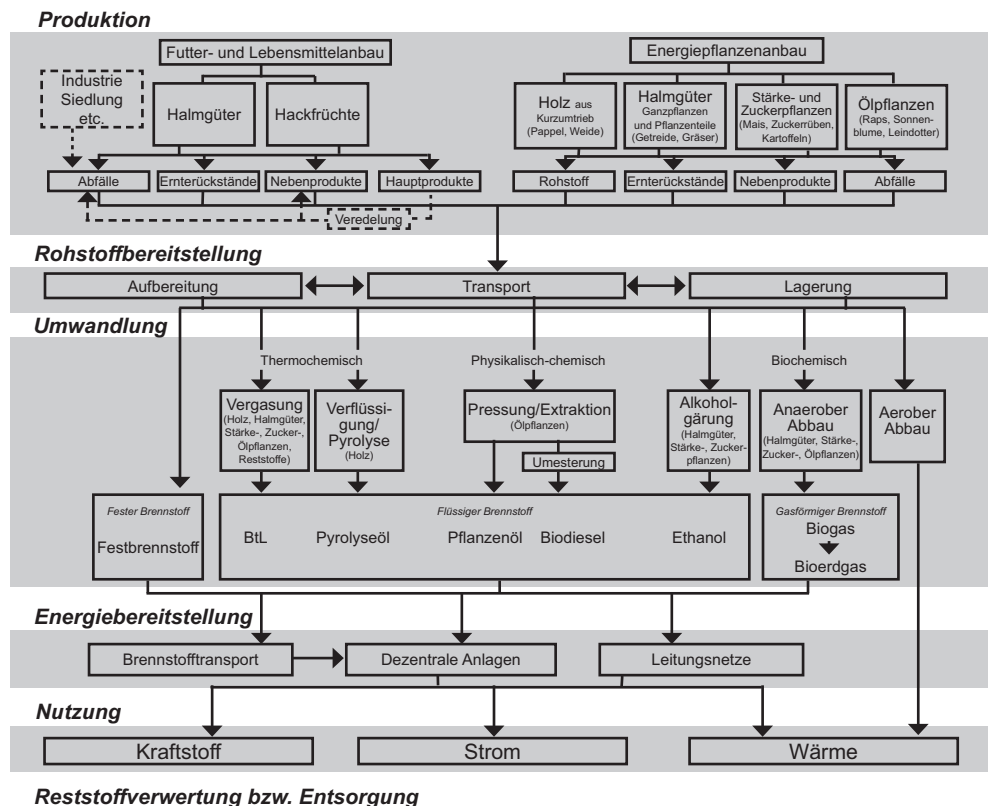 Produktion
Futter- und Lebensmittelanbau
Energiepflanzenanbau
Industrie
Siedlung
etc.
Halmgüter
Hackfrüchte
Holz aus
Kurzumtrieb
(Pappel, Weide)
Halmgüter
Ganzpflanzen
und Pflanzenteile
(Getreide, Gräser)
Stärke- und
Zuckerpflanzen
(Mais, Zuckerrüben,
Kartoffeln)
Ölpflanzen
(Raps, Sonnen-
blume, Leindotter)
Abfälle
Ernterückstände
Nebenprodukte
Hauptprodukte
Rohstoff
Ernterückstände
Nebenprodukte
Abfälle
Veredelung
Rohstoffbereitstellung
Aufbereitung
Transport
Lagerung
Umwandlung
Thermochemisch
Physikalisch-chemisch
Biochemisch
Vergasung
(Holz, Halmgüter,
Stärke-, Zucker-,
Ölpflanzen,
Reststoffe)
Verflüssi-
gung/
Pyrolyse
(Holz)
Pressung/Extraktion
(Ölpflanzen)
Umesterung
Alkohol-
gärung
(Halmgüter,
Stärke-, Zucker-
pflanzen)
Anaerober
Abbau
(Halmgüter, Stärke-,
Zucker-, Ölpflanzen)
Aerober
Abbau
Fester Brennstoff
Festbrennstoff
Flüssiger Brennstoff
BtL
Pyrolyseöl
Pflanzenöl
Biodiesel
Ethanol
Gasförmiger Brennstoff
Biogas
Bioerdgas
Energiebereitstellung
Brennstofftransport
Dezentrale Anlagen
Leitungsnetze
Nutzung
Kraftstoff
Strom
Wärme
Reststoffverwertung bzw. Entsorgung